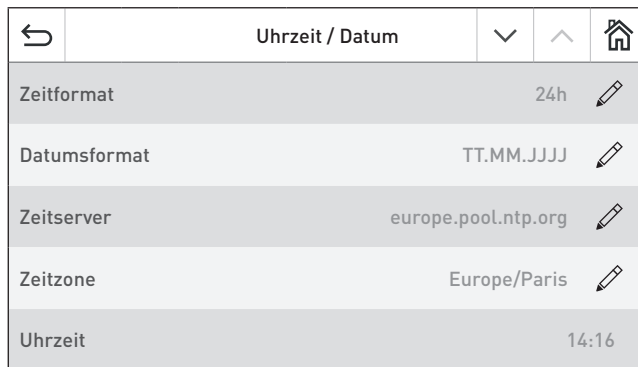 Uhrzeit / Datum
Zeitformat 24h
Datumsformat TT.MM.JJJJ
Zeitserver europe.pool.ntp.org
Zeitzone Europe/Paris
Uhrzeit 14:16